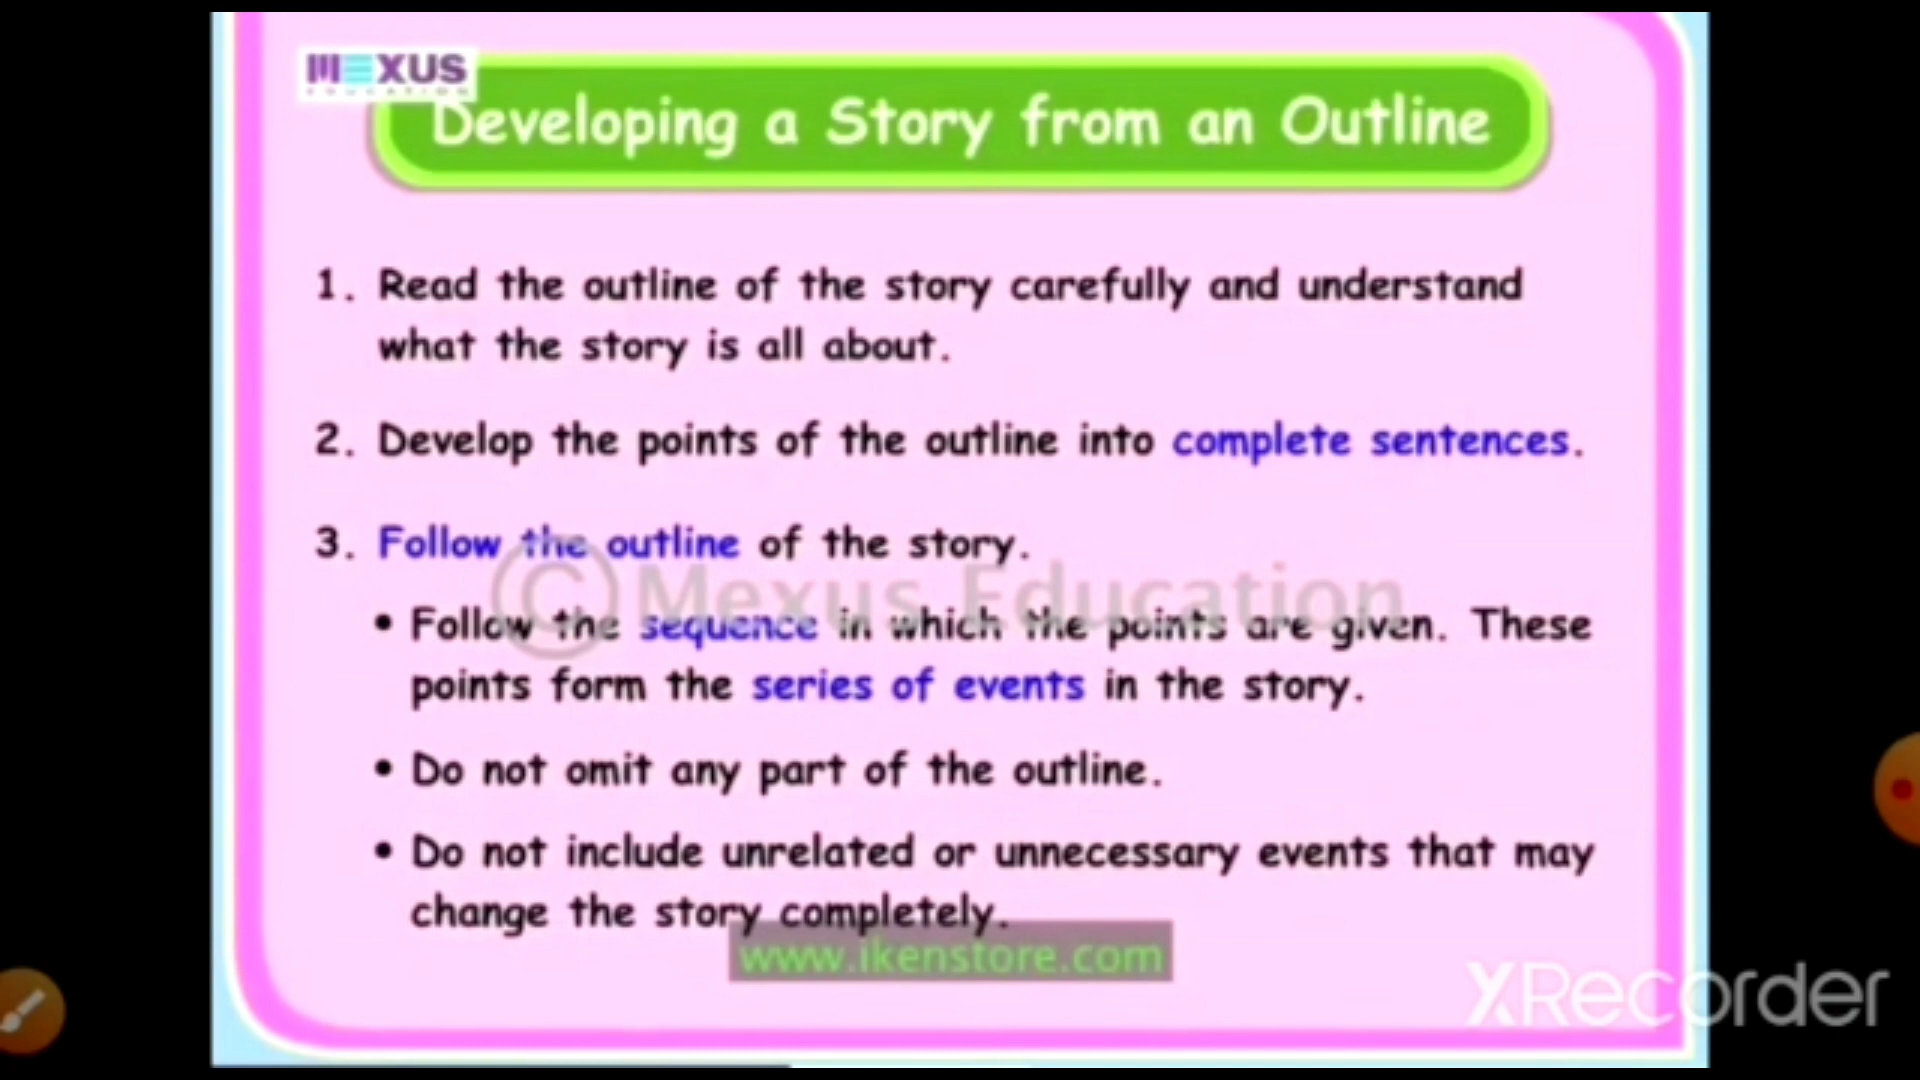 MEXUS
EDUCATION
Developing a Story from an Outline
1. Read the outline of the story carefully and understand
what the story is all about.
2. Develop the points of the outline into complete sentences.
3. Follow the outline of the story.
© Mexus Education
• Follow the sequence in which the points are given. These
points form the series of events in the story.
• Do not omit any part of the outline.
• Do not include unrelated or unnecessary events that may
change the story completely.
www.ikenstore.com
XRecorder